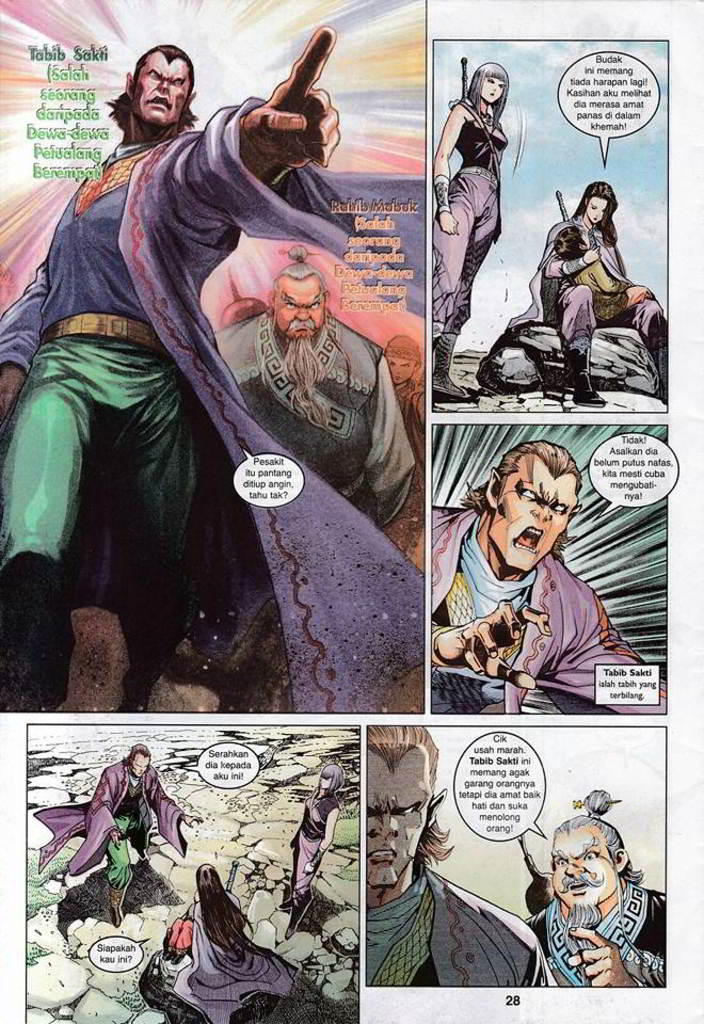 Tabib Sakti
(Salah
seorang
daripada
Dewa-dewa
Petualang
Berempat)
Rahib Mabuk
(Salah
seorang
daripada
Dewa-dewa
Petualang
Berempat)
Pesakit
itu pantang
ditiup angin,
tahu tak?
Budak
ini memang
tiada harapan lagi!
Kasihan aku melihat
dia merasa amat
panas di dalam
khemah!
Tidak!
Asalkan dia
belum putus nafas,
kita mesti cuba
mengubati-
nya!
Tabib Sakti
ialah tabih yang
terbilang.
Serahkan
dia kepada
aku ini!
Siapakah
kau ini?
Cik
usah marah.
Tabib Sakti ini
memang agak
garang orangnya
tetapi dia amat baik
hati dan suka
menolong
orang!
28